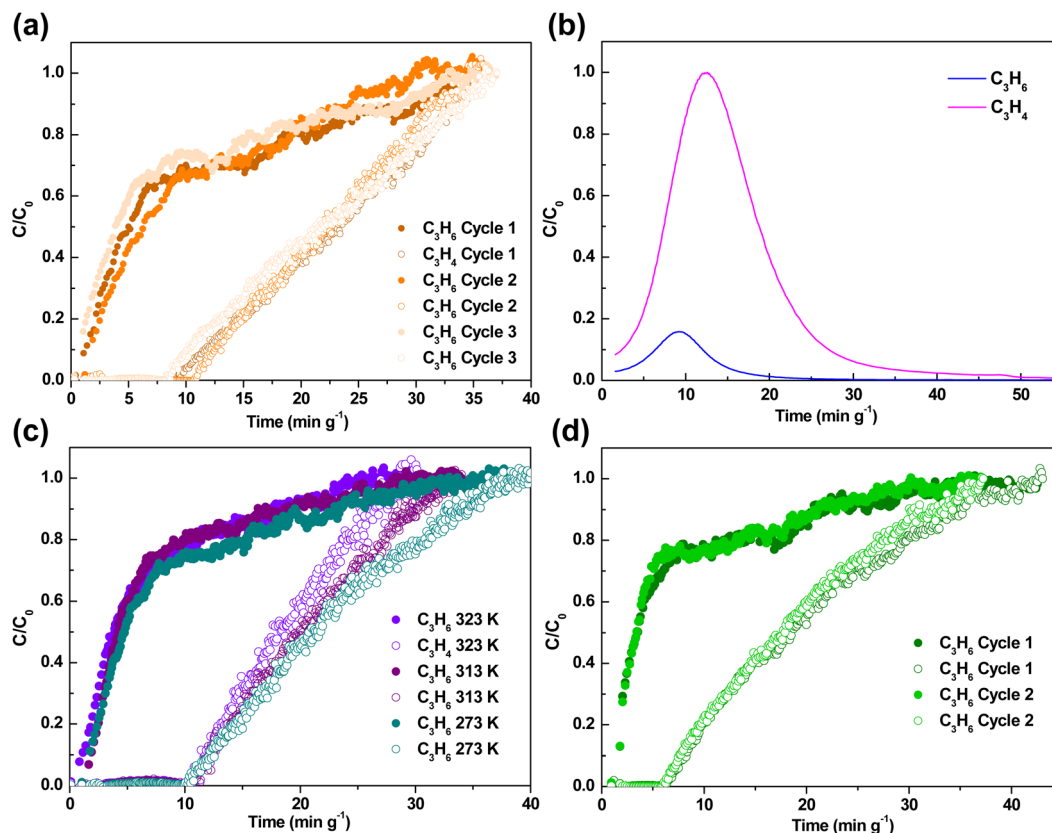 (a)
C/C₀
1.0
0.8
0.6
0.4
0.2
0.0
C₃H₆ Cycle 1
C₃H₄ Cycle 1
C₃H₆ Cycle 2
C₃H₆ Cycle 2
C₃H₆ Cycle 3
C₃H₆ Cycle 3
0 5 10 15 20 25 30 35 40
Time (min g⁻¹)
(b)
C/C₀
1.0
0.8
0.6
0.4
0.2
0.0
C₃H₆
C₃H₄
0 10 20 30 40 50
Time (min g⁻¹)
(c)
C/C₀
1.0
0.8
0.6
0.4
0.2
0.0
C₃H₆ 323 K
C₃H₄ 323 K
C₃H₆ 313 K
C₃H₆ 313 K
C₃H₆ 273 K
C₃H₆ 273 K
0 10 20 30 40
Time (min g⁻¹)
(d)
C/C₀
1.0
0.8
0.6
0.4
0.2
0.0
C₃H₆ Cycle 1
C₃H₆ Cycle 1
C₃H₆ Cycle 2
C₃H₆ Cycle 2
0 10 20 30 40
Time (min g⁻¹)